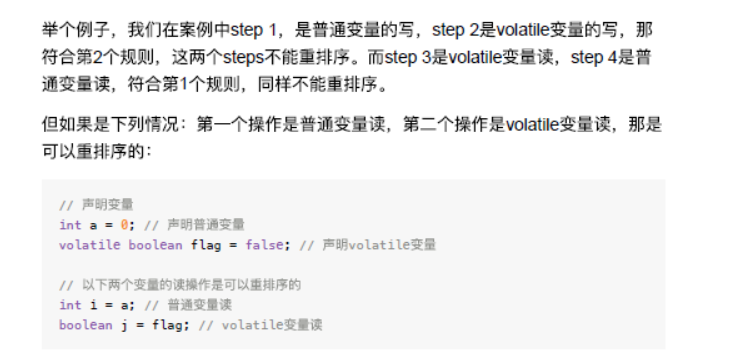 举个例子，我们在案例中step 1，是普通变量的写，step 2是volatile变量的写，那
符合第2个规则，这两个steps不能重排序。而step 3是volatile变量读，step 4是普
通变量读，符合第1个规则，同样不能重排序。
但如果是下列情况：第一个操作是普通变量读，第二个操作是volatile变量读，那是
可以重排序的：
// 声明变量
int a = 0; // 声明普通变量
volatile boolean flag = false; // 声明volatile变量
// 以下两个变量的读操作是可以重排序的
int i = a; // 普通变量读
boolean j = flag; // volatile变量读